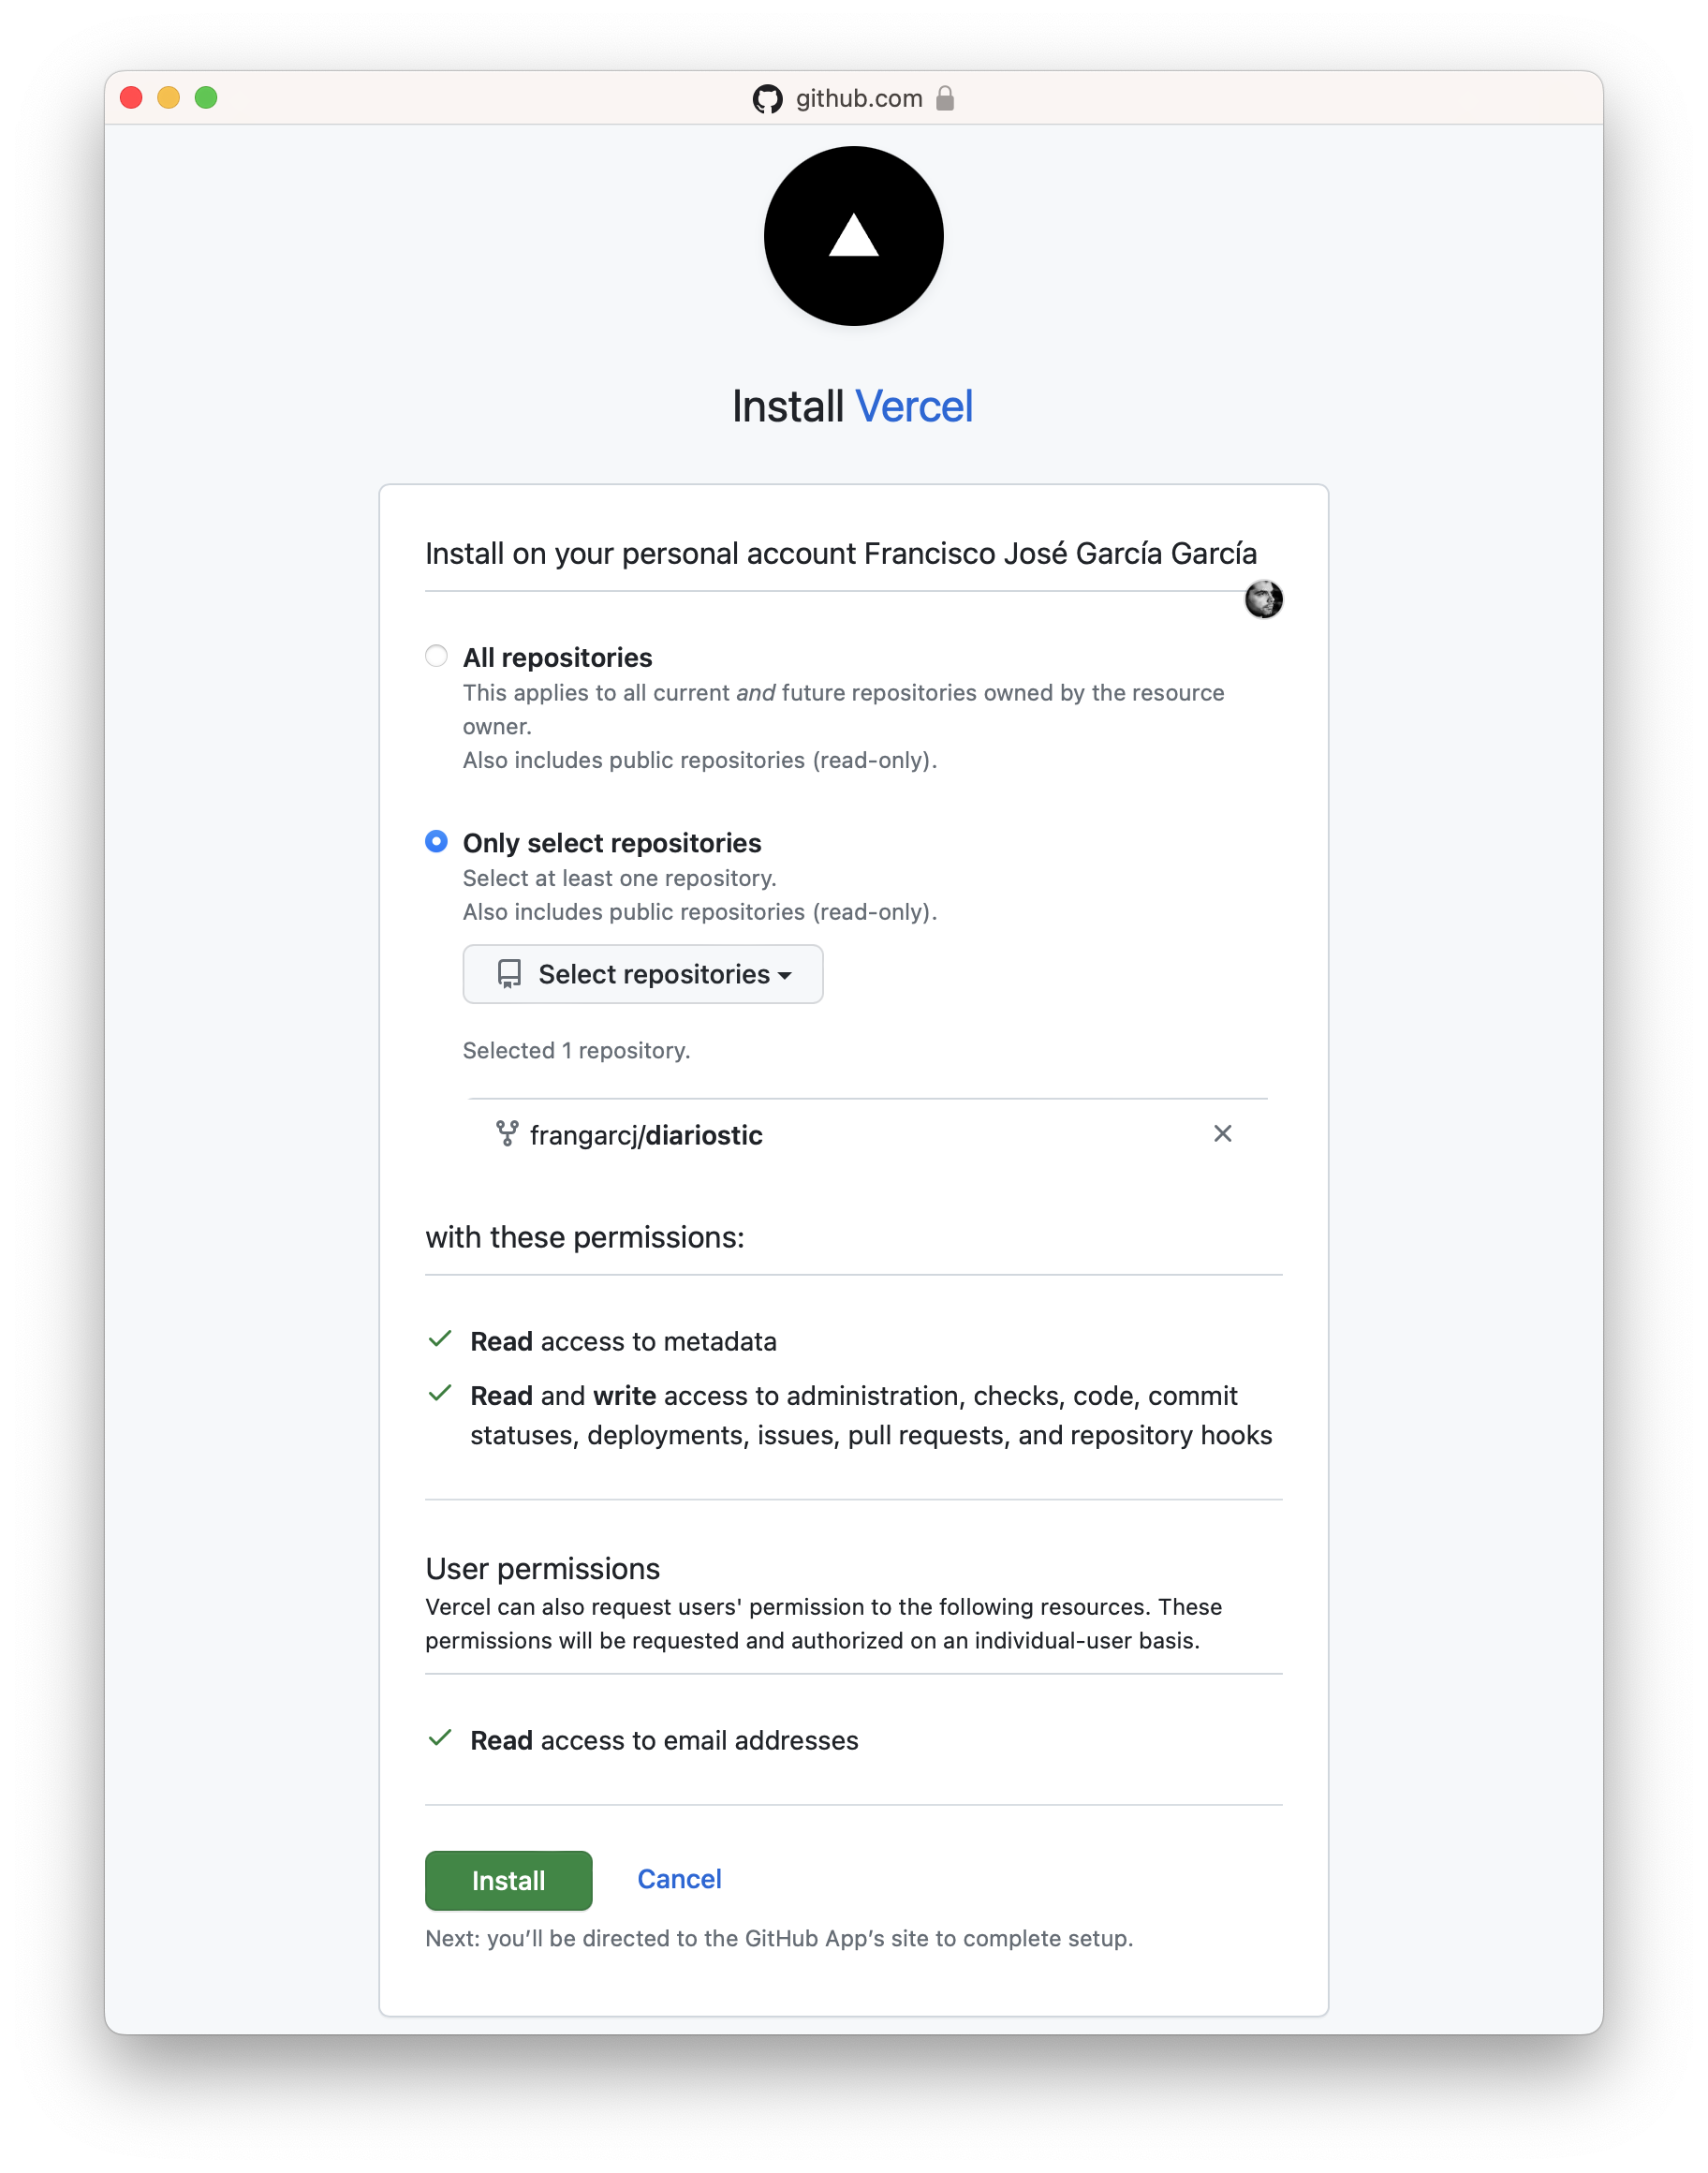 github.com
Install Vercel
Install on your personal account Francisco José García García
All repositories
This applies to all current and future repositories owned by the resource
owner.
Also includes public repositories (read-only).
Only select repositories
Select at least one repository.
Also includes public repositories (read-only).
Select repositories
Selected 1 repository.
frangarcj/diariostic
with these permissions:
Read access to metadata
Read and write access to administration, checks, code, commit
statuses, deployments, issues, pull requests, and repository hooks
User permissions
Vercel can also request users' permission to the following resources. These
permissions will be requested and authorized on an individual-user basis.
Read access to email addresses
Install Cancel
Next: you’ll be directed to the GitHub App’s site to complete setup.